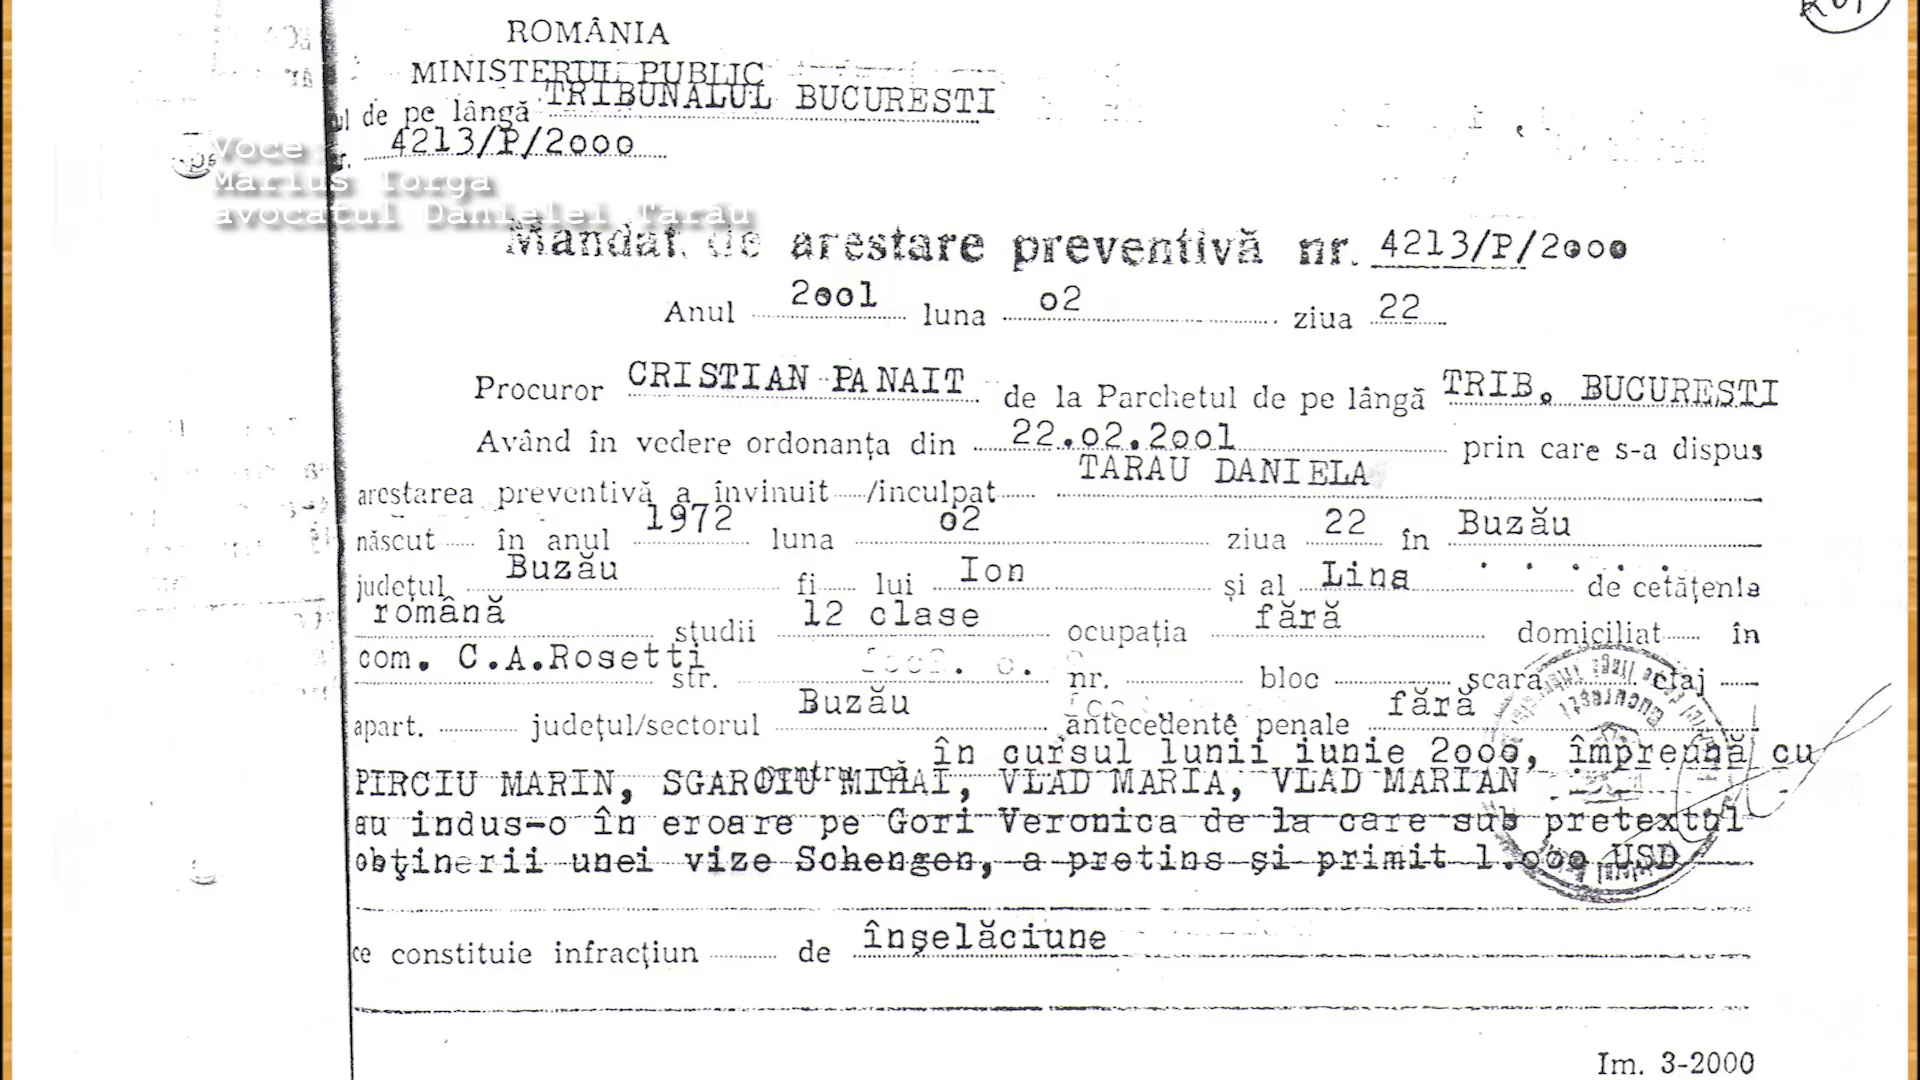 ROMÂNIA
MINISTERUL PUBLIC
de pe lângă TRIBUNALUL BUCURESTI
4213/P/2000
Voce:
Marius Iorga
avocatul Danielei Tarau
Mandat de arestare preventivă nr. 4213/P/2000
Anul 2001 luna 02 ziua 22
Procuror CRISTIAN PANAIT de la Parchetul de pe lângă TRIB. BUCURESTI
Având în vedere ordonanța din 22.02.2001 prin care s-a dispus
arestarea preventivă a învinuit /inculpat TARAU DANIELA
născut în anul 1972 luna 02 ziua 22 în Buzău
județul Buzău fi lui Ion și al Lina de cetățenia
română studii 12 clase ocupația fără domiciliat în
com. C.A.Rosetti str. nr. bloc scara etaj
apart. județul/sectorul Buzău antecedente penale fără
pentru că în cursul lunii iunie 2000, împreună cu
PIRCIU MARIN, SGARCIU MIHAI, VLAD MARIA, VLAD MARIAN
au indus-o în eroare pe Gori Veronica de la care sub pretextul
obţinerii unei vize Schengen, a pretins și primit 1.000 USD
ce constituie infracțiun de înşelăciune
Im. 3-2000